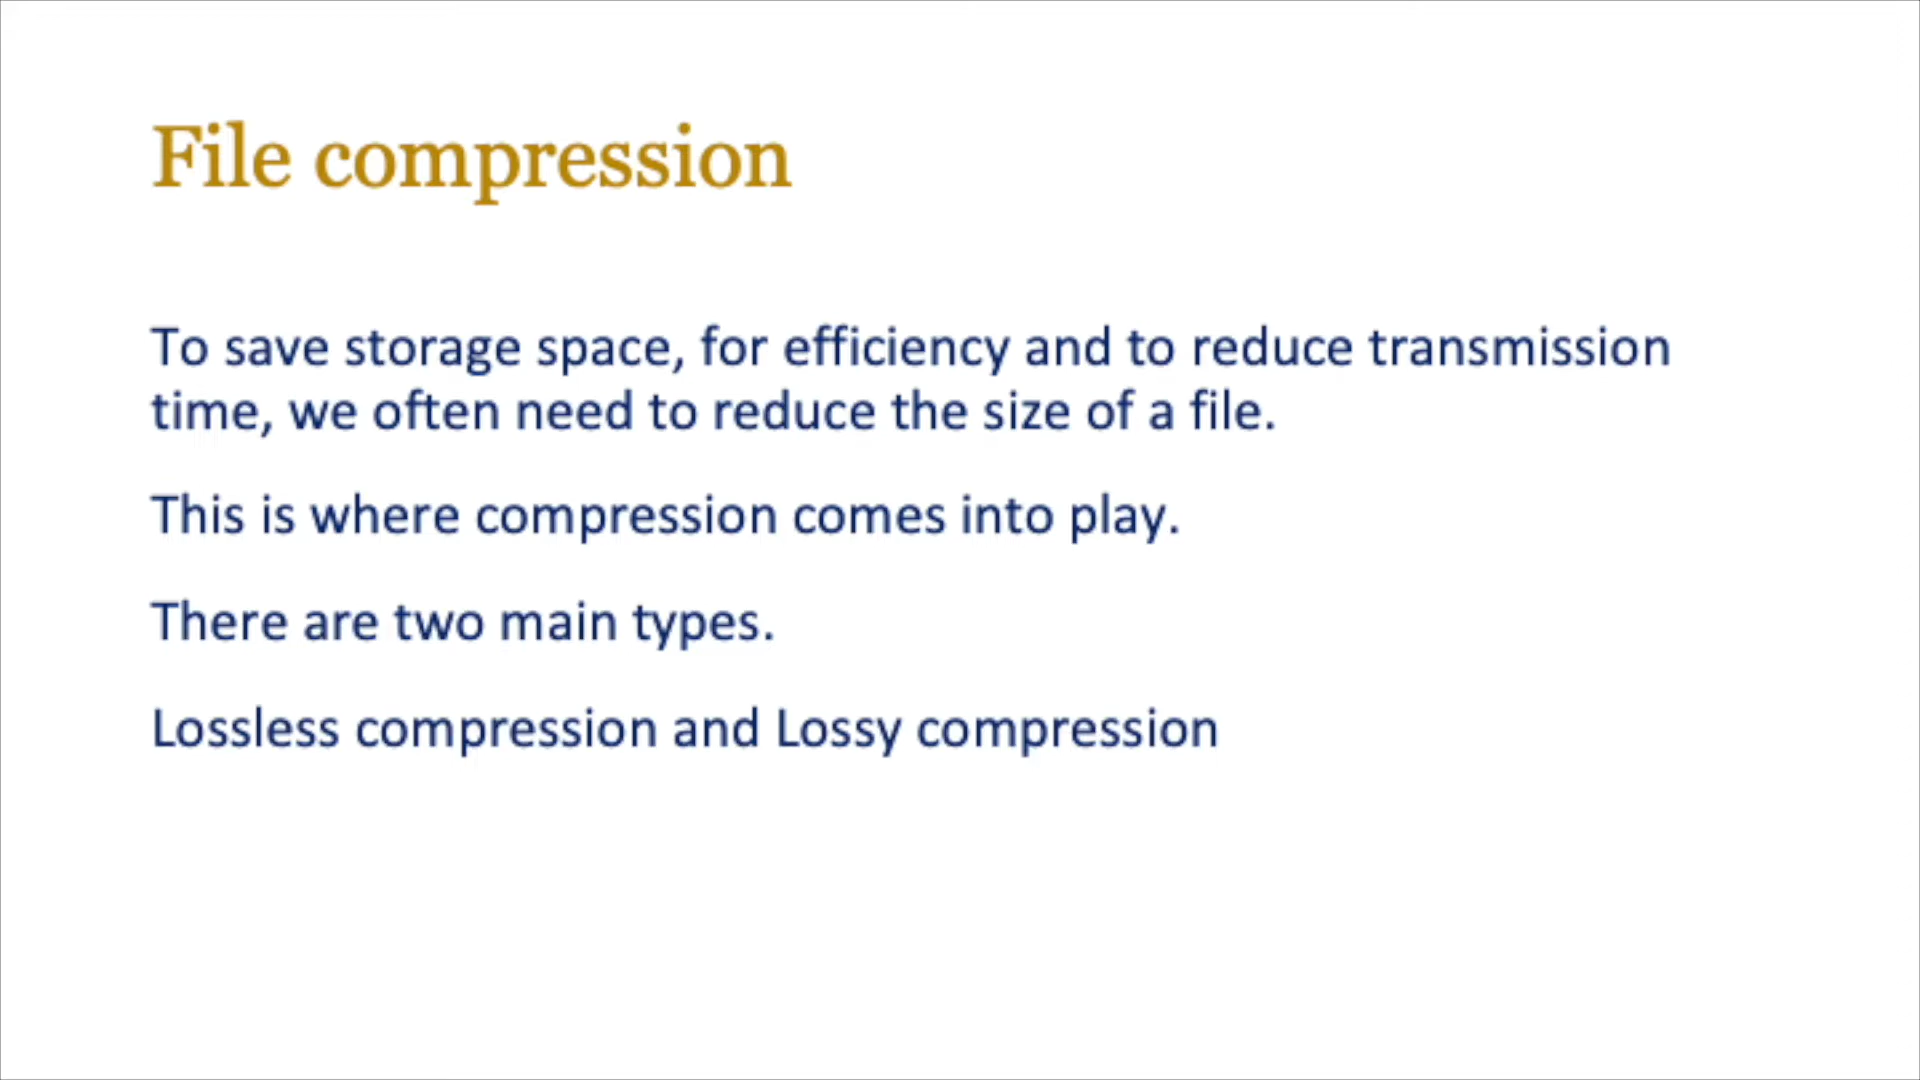 File compression
To save storage space, for efficiency and to reduce transmission
time, we often need to reduce the size of a file.
This is where compression comes into play.
There are two main types.
Lossless compression and Lossy compression